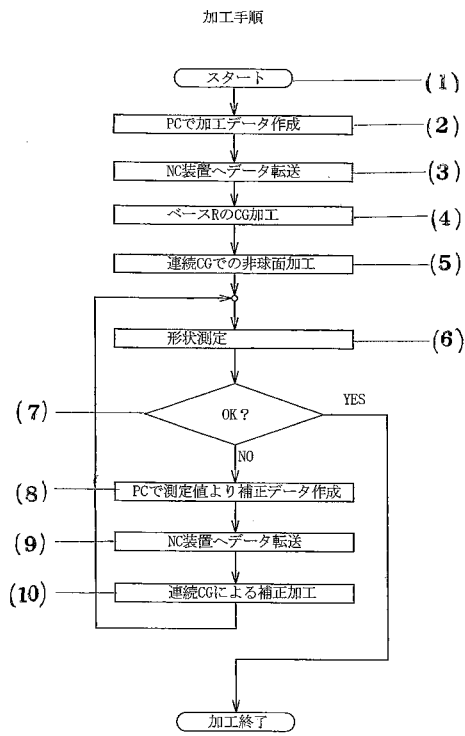 加工手順
スタート (1)
PCで加工データ作成 (2)
NC装置へデータ転送 (3)
ベースRのCG加工 (4)
連続CGでの非球面加工 (5)
形状測定 (6)
(7) OK? YES
NO
(8) PCで測定値より補正データ作成
(9) NC装置へデータ転送
(10) 連続CGによる補正加工
加工終了